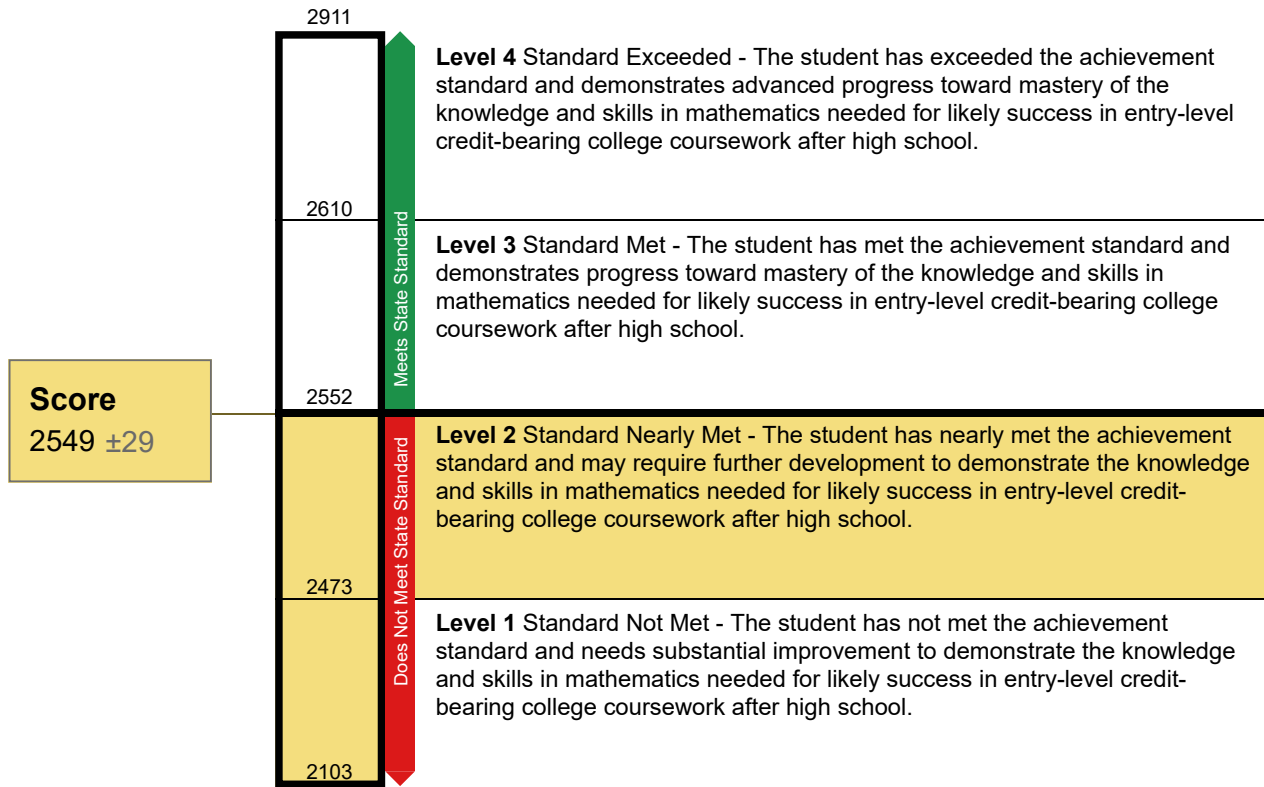 2911
Level 4 Standard Exceeded - The student has exceeded the achievement
standard and demonstrates advanced progress toward mastery of the
knowledge and skills in mathematics needed for likely success in entry-level
credit-bearing college coursework after high school.
2610
Meets State Standard
Level 3 Standard Met - The student has met the achievement standard and
demonstrates progress toward mastery of the knowledge and skills in
mathematics needed for likely success in entry-level credit-bearing college
coursework after high school.
Score
2549 ±29
2552
Level 2 Standard Nearly Met - The student has nearly met the achievement
standard and may require further development to demonstrate the knowledge
and skills in mathematics needed for likely success in entry-level credit-
bearing college coursework after high school.
Does Not Meet State Standard
2473
Level 1 Standard Not Met - The student has not met the achievement
standard and needs substantial improvement to demonstrate the knowledge
and skills in mathematics needed for likely success in entry-level credit-
bearing college coursework after high school.
2103